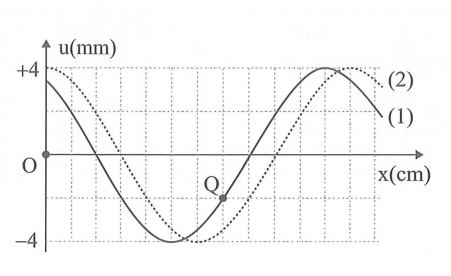 u(mm)
+4
(2)
(1)
O
x(cm)
Q
−4